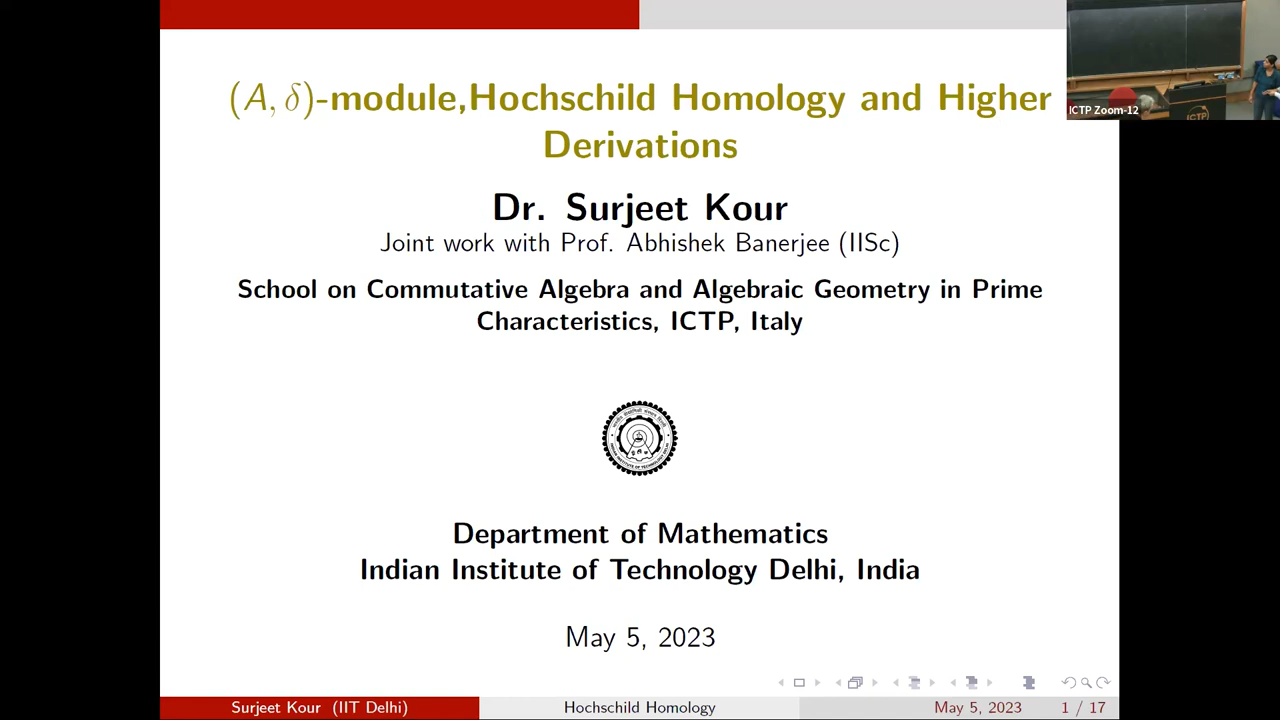 (A, δ)-module,Hochschild Homology and Higher
Derivations
Dr. Surjeet Kour
Joint work with Prof. Abhishek Banerjee (IISc)
School on Commutative Algebra and Algebraic Geometry in Prime
Characteristics, ICTP, Italy
Department of Mathematics
Indian Institute of Technology Delhi, India
May 5, 2023
Surjeet Kour (IIT Delhi)
Hochschild Homology
May 5, 2023
1 / 17
ICTP Zoom-12
ICTP